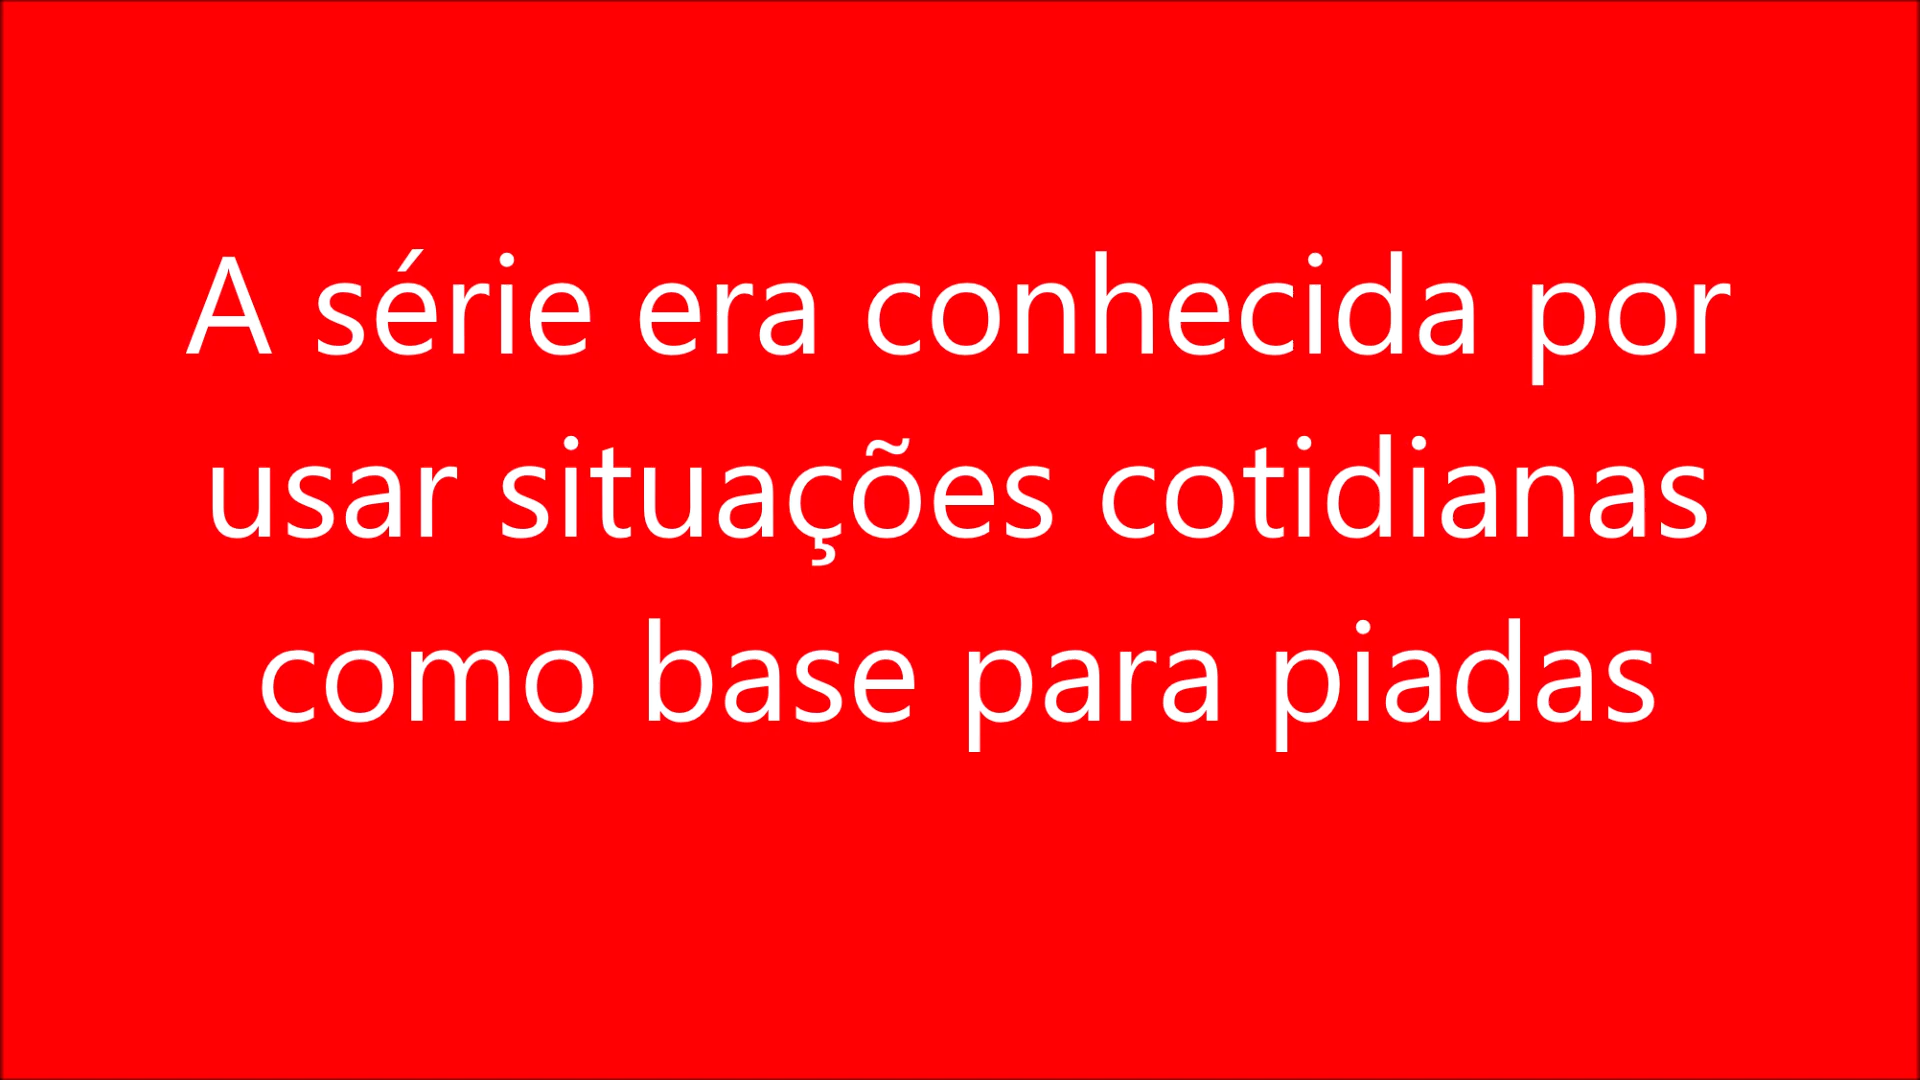 A série era conhecida por
usar situações cotidianas
como base para piadas